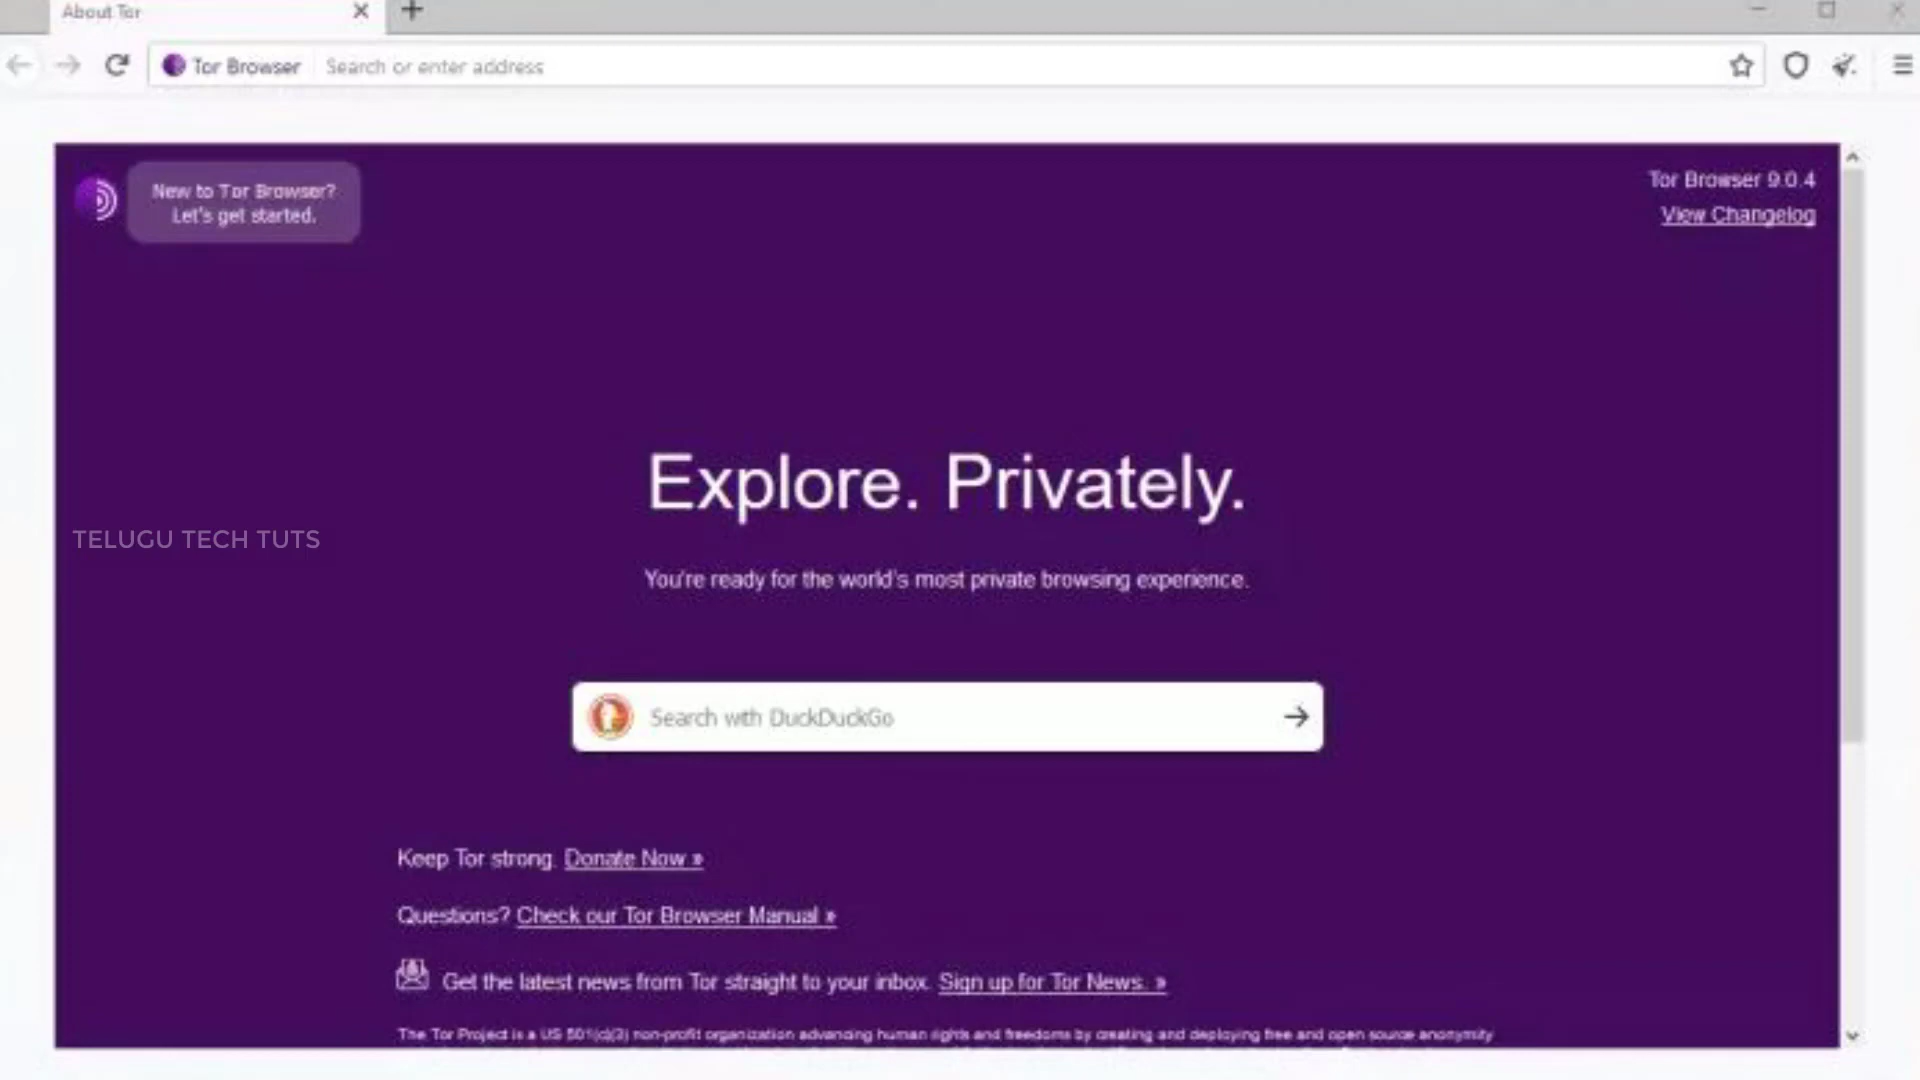 About Tor
Tor Browser
Search or enter address
New to Tor Browser?
Let's get started.
Tor Browser 9.0.4
View Changelog
Explore. Privately.
TELUGU TECH TUTS
You're ready for the world's most private browsing experience.
Search with DuckDuckGo
Keep Tor strong. Donate Now »
Questions? Check our Tor Browser Manual »
Get the latest news from Tor straight to your inbox. Sign up for Tor News. »
The Tor Project is a US 501(c)(3) non-profit organization advancing human rights and freedoms by creating and deploying free and open source anonymity